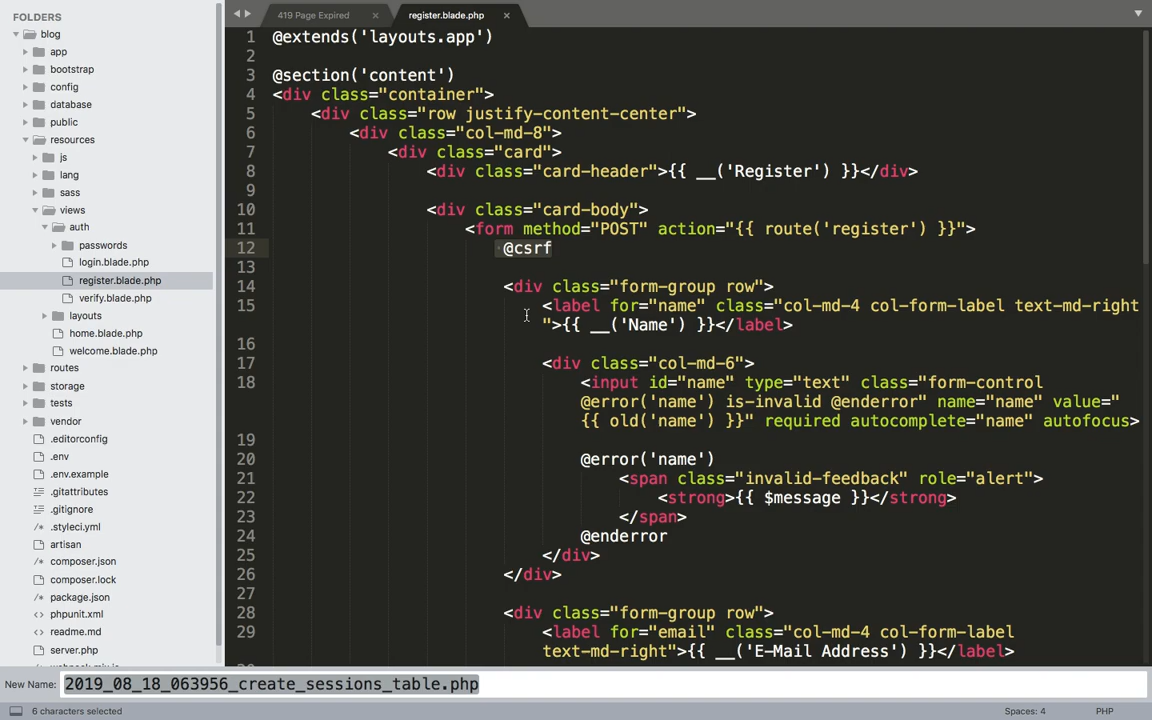 FOLDERS
blog
app
bootstrap
config
database
public
resources
js
lang
sass
views
auth
passwords
login.blade.php
register.blade.php
verify.blade.php
layouts
home.blade.php
welcome.blade.php
routes
storage
tests
vendor
.editorconfig
.env
.env.example
.gitattributes
.gitignore
.styleci.yml
artisan
composer.json
composer.lock
package.json
phpunit.xml
readme.md
server.php
419 Page Expired
register.blade.php
1 @extends('layouts.app')
2
3 @section('content')
4 <div class="container">
5 <div class="row justify-content-center">
6 <div class="col-md-8">
7 <div class="card">
8 <div class="card-header">{{ __('Register') }}</div>
9
10 <div class="card-body">
11 <form method="POST" action="{{ route('register') }}">
12 @csrf
13
14 <div class="form-group row">
15 <label for="name" class="col-md-4 col-form-label text-md-right
">{{ __('Name') }}</label>
16
17 <div class="col-md-6">
18 <input id="name" type="text" class="form-control
@error('name') is-invalid @enderror" name="name" value="
{{ old('name') }}" required autocomplete="name" autofocus>
19
20 @error('name')
21 <span class="invalid-feedback" role="alert">
22 <strong>{{ $message }}</strong>
23 </span>
24 @enderror
25 </div>
26 </div>
27
28 <div class="form-group row">
29 <label for="email" class="col-md-4 col-form-label
text-md-right">{{ __('E-Mail Address') }}</label>
New Name: 2019_08_18_063956_create_sessions_table.php
6 characters selected
Spaces: 4
PHP